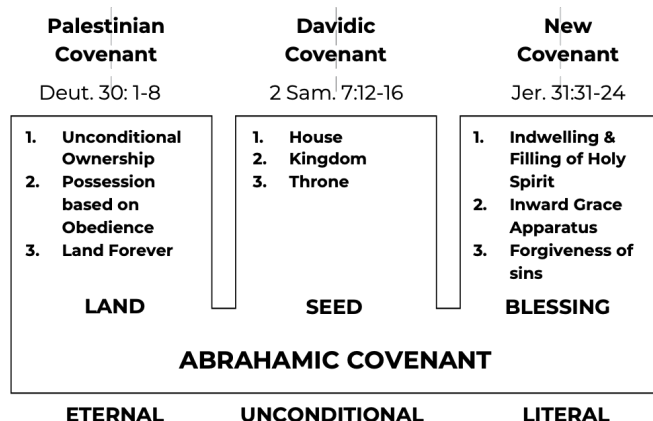 Palestinian
Covenant
Deut. 30: 1-8
1. Unconditional
Ownership
2. Possession
based on
Obedience
3. Land Forever
LAND
Davidic
Covenant
2 Sam. 7:12-16
1. House
2. Kingdom
3. Throne
SEED
New
Covenant
Jer. 31:31-24
1. Indwelling &
Filling of Holy
Spirit
2. Inward Grace
Apparatus
3. Forgiveness of
sins
BLESSING
ABRAHAMIC COVENANT
ETERNAL
UNCONDITIONAL
LITERAL